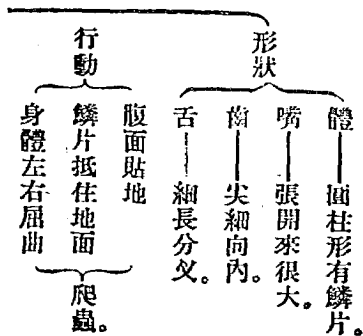 形狀
體——圓柱形有鱗片。
嘴——張開來很大。
齒——尖細向內。
舌——細長分叉。
行動
腹面貼地
鱗片抵住地面
身體左右屈曲
爬蟲。